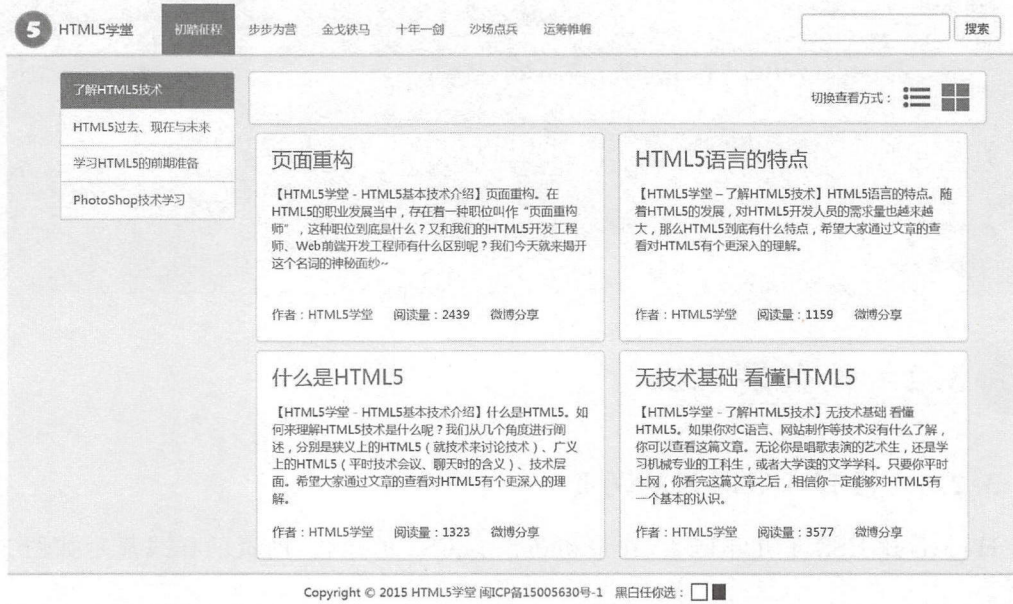 5 HTML5学堂 初踏征程 步步为营 金戈铁马 十年一剑 沙场点兵 运筹帷幄 搜索
了解HTML5技术
HTML5过去、现在与未来
学习HTML5的前期准备
PhotoShop技术学习
切换查看方式：
页面重构
【HTML5学堂 - HTML5基本技术介绍】页面重构。在
HTML5的职业发展当中，存在着一种职位叫作“页面重构
师”，这种职位到底是什么？又和我们的HTML5开发工程
师、Web前端开发工程师有什么区别呢？我们今天就来揭开
这个名词的神秘面纱~
作者：HTML5学堂 阅读量：2439 微博分享
HTML5语言的特点
【HTML5学堂 – 了解HTML5技术】HTML5语言的特点。随
着HTML5的发展，对HTML5开发人员的需求量也越来越
大，那么HTML5到底有什么特点，希望大家通过文章的查
看对HTML5有个更深入的理解。
作者：HTML5学堂 阅读量：1159 微博分享
什么是HTML5
【HTML5学堂 - HTML5基本技术介绍】什么是HTML5。如
何来理解HTML5技术是什么呢？我们从几个角度进行阐
述，分别是狭义上的HTML5（就技术来讨论技术）、广义
上的HTML5（平时技术会议、聊天时的含义）、技术层
面。希望大家通过文章的查看对HTML5有个更深入的理
解。
作者：HTML5学堂 阅读量：1323 微博分享
无技术基础 看懂HTML5
【HTML5学堂 - 了解HTML5技术】无技术基础 看懂
HTML5。如果你对C语言、网站制作等技术没有什么了解，
你可以查看这篇文章。无论你是唱歌表演的艺术生，还是学
习机械专业的工科生，或者大学读的文学学科。只要你平时
上网，你看完这篇文章之后，相信你一定能够对HTML5有
一个基本的认识。
作者：HTML5学堂 阅读量：3577 微博分享
Copyright © 2015 HTML5学堂 闽ICP备15005630号-1 黑白任你选：